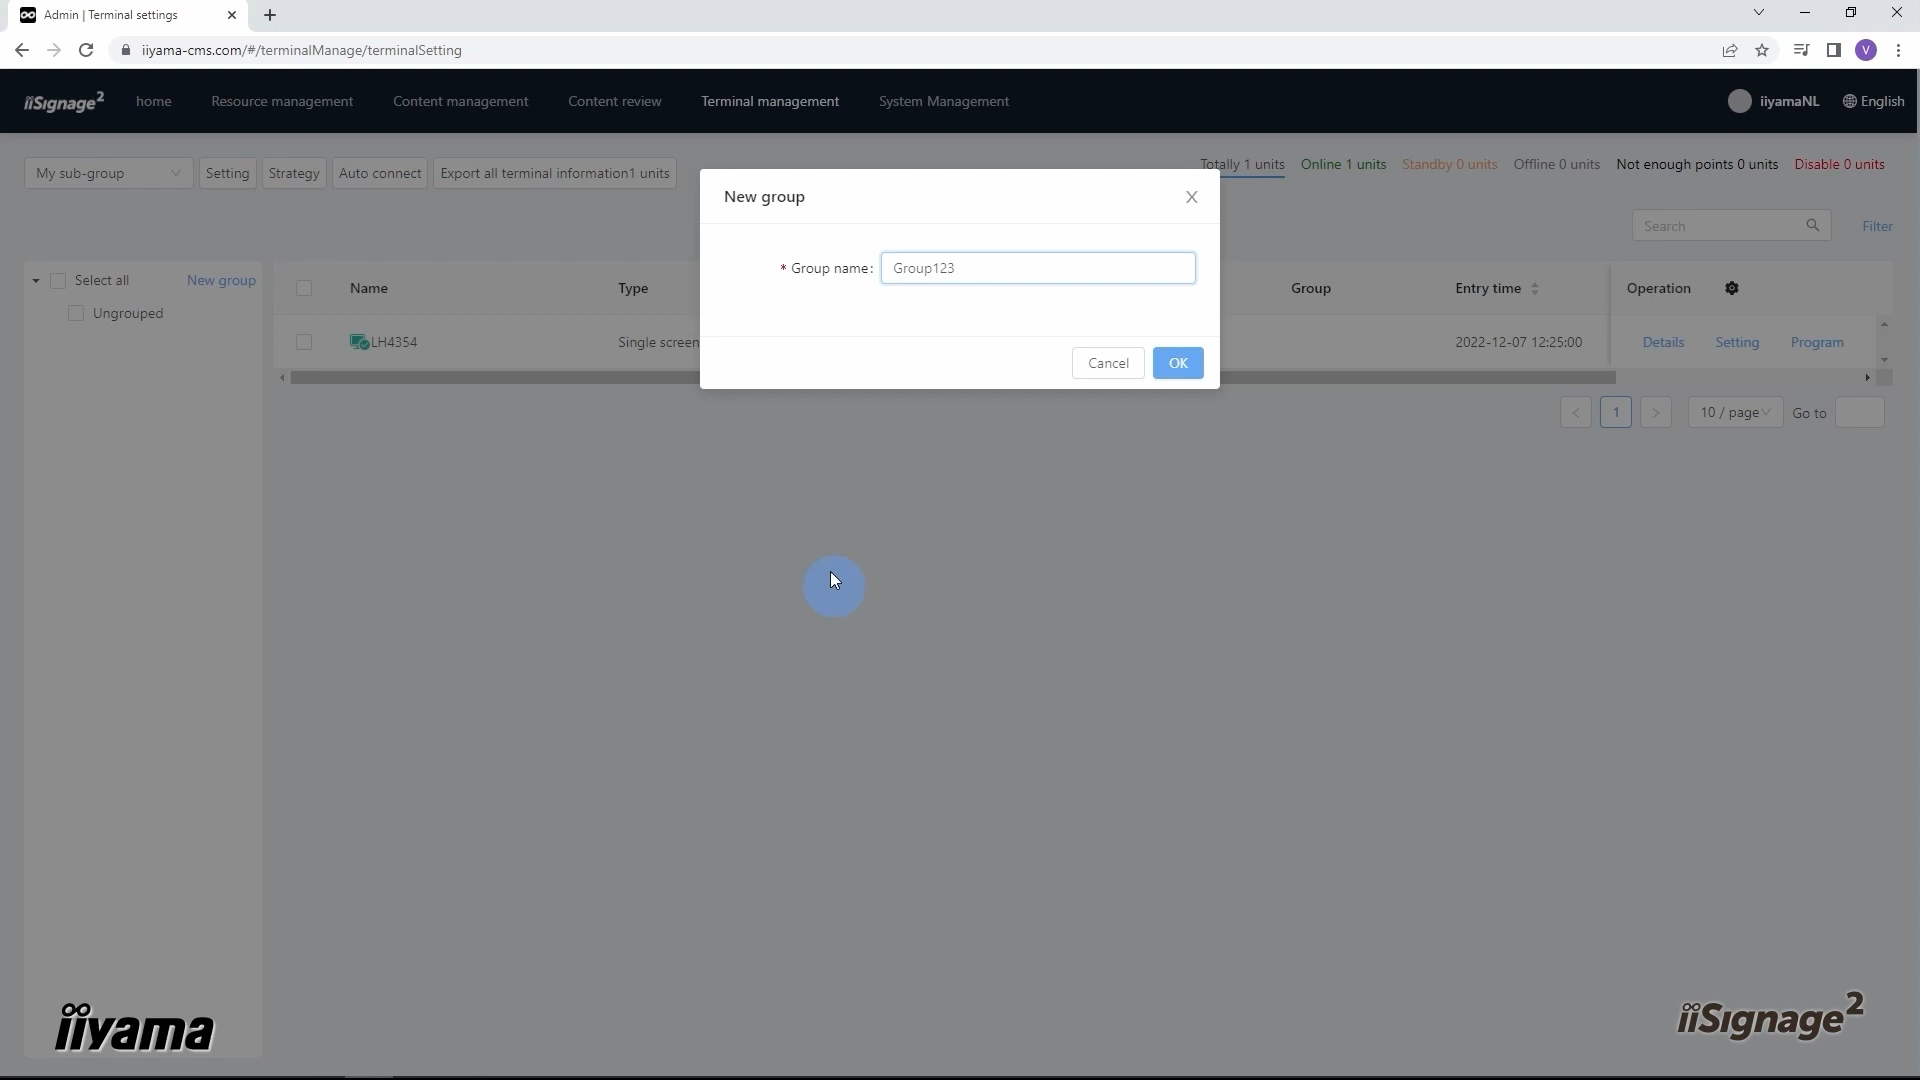 Admin | Terminal settings
iiyama-cms.com/#/terminalManage/terminalSetting
V
iiSignage2 home Resource management Content management Content review Terminal management System Management iiyamaNL English
My sub-group Setting Strategy Auto connect Export all terminal information1 units
Totally 1 units Online 1 units Standby 0 units Offline 0 units Not enough points 0 units Disable 0 units
New group
Search Filter
* Group name: Group123
Select all New group
Name Type Group Entry time Operation
Ungrouped
LH4354 Single screen 2022-12-07 12:25:00 Details Setting Program
Cancel OK
< 1 > 10 / page Go to
iiyama
iiSignage2